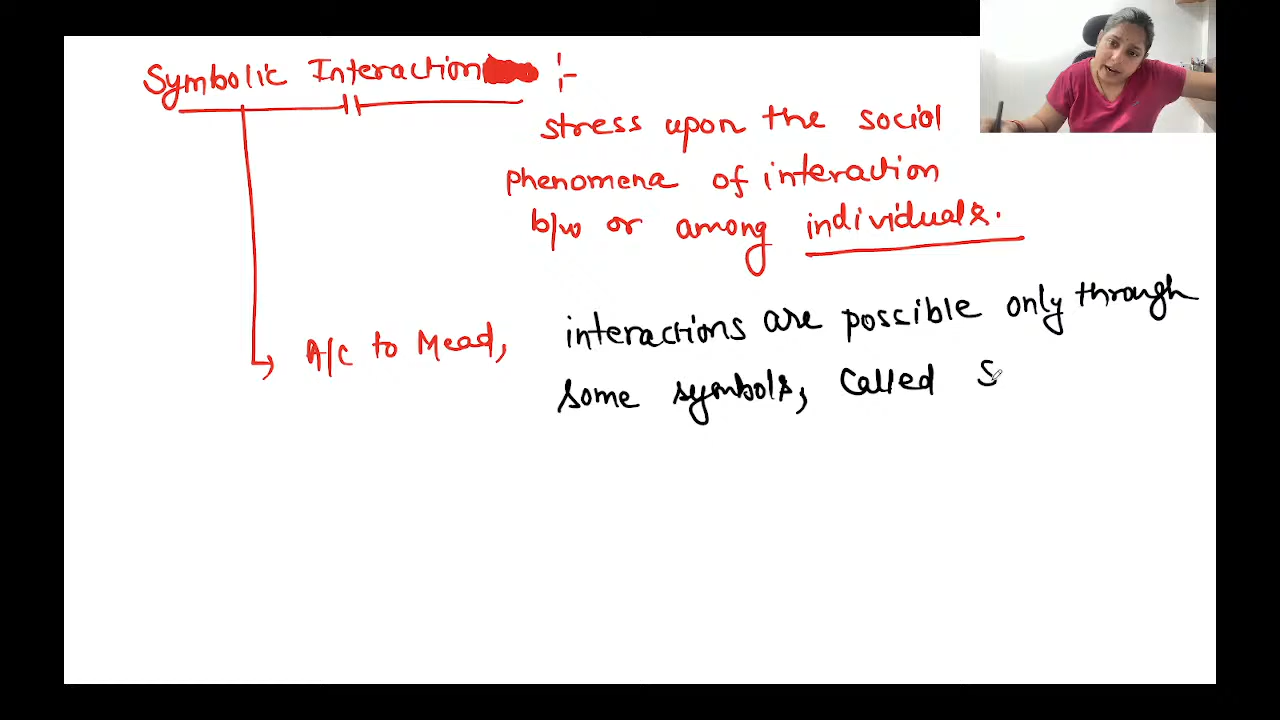 Symbolic Interaction :-
stress upon the social
phenomena of interaction
b/w or among individuals.
A/C to Mead,
interactions are possible only through
some symbols, called S